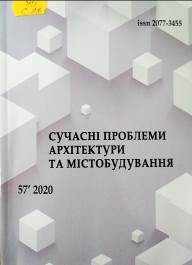 issn 2077-3455
СУЧАСНІ ПРОБЛЕМИ
АРХІТЕКТУРИ
ТА МІСТОБУДУВАННЯ
57' 2020